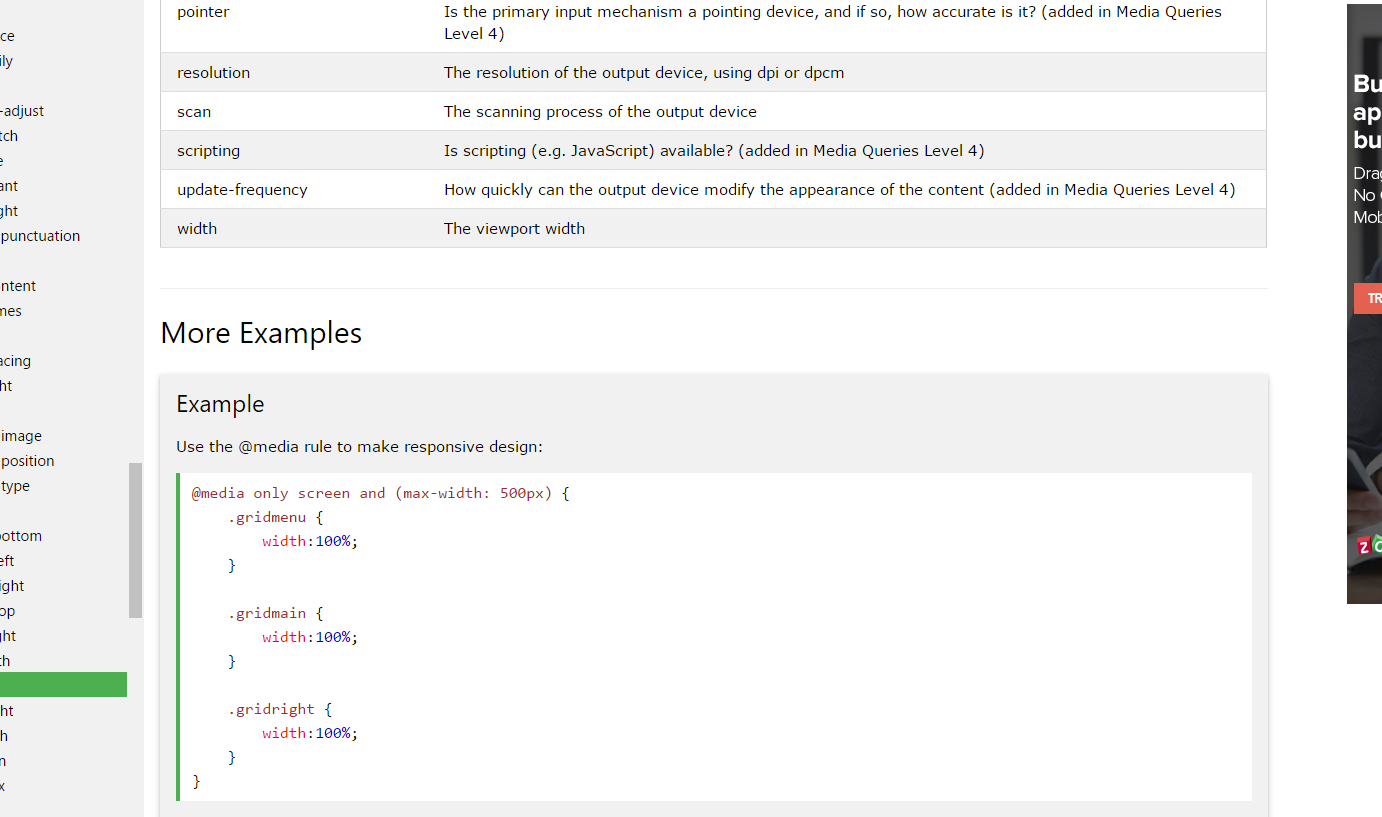 ce
ily
-adjust
tch
e
ant
ght
punctuation
ntent
mes
acing
ht
image
position
type
bottom
eft
ight
op
ght
th
ht
h
n
x
pointer Is the primary input mechanism a pointing device, and if so, how accurate is it? (added in Media Queries
Level 4)
resolution The resolution of the output device, using dpi or dpcm
scan The scanning process of the output device
scripting Is scripting (e.g. JavaScript) available? (added in Media Queries Level 4)
update-frequency How quickly can the output device modify the appearance of the content (added in Media Queries Level 4)
width The viewport width
More Examples
Example
Use the @media rule to make responsive design:
@media only screen and (max-width: 500px) {
.gridmenu {
width:100%;
}
.gridmain {
width:100%;
}
.gridright {
width:100%;
}
}
Bu
ap
bu
Drag
No
Mob
TR
ZO